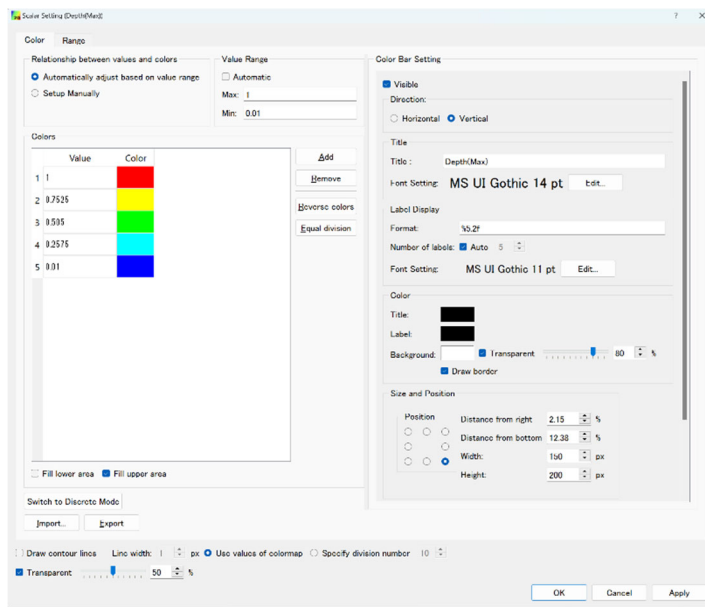 Scalar Setting (Depth(Max))
? X
Color Range
Relationship between values and colors
Automatically adjust based on value range
Setup Manually
Value Range
Automatic
Max: 1
Min: 0.01
Colors
Value Color
1 1
2 0.7525
3 0.505
4 0.2575
5 0.01
Add
Remove
Reverse colors
Equal division
Fill lower area Fill upper area
Switch to Discrete Mode
Import... Export
Color Bar Setting
Visible
Direction:
Horizontal Vertical
Title
Title : Depth(Max)
Font Setting: MS UI Gothic 14 pt Edit...
Label Display
Format: %5.2f
Number of labels: Auto 5
Font Setting: MS UI Gothic 11 pt Edit...
Color
Title:
Label:
Background: Transparent 80 %
Draw border
Size and Position
Position
Distance from right 2.15 %
Distance from bottom 12.38 %
Width: 150 px
Height: 200 px
Draw contour lines Line width: 1 px Use values of colormap Specify division number 10
Transparent 50 %
OK Cancel Apply